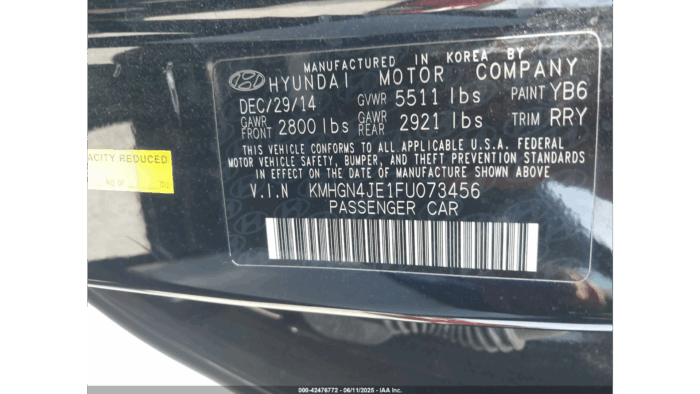 MANUFACTURED IN KOREA BY
HYUNDAI MOTOR COMPANY
DEC/29/14 GVWR 5511 lbs PAINT YB6
GAWR FRONT 2800 lbs GAWR REAR 2921 lbs TRIM RRY
THIS VEHICLE CONFORMS TO ALL APPLICABLE U.S.A. FEDERAL
MOTOR VEHICLE SAFETY, BUMPER, AND THEFT PREVENTION STANDARDS
IN EFFECT ON THE DATE OF MANUFACTURE SHOWN ABOVE
V.I.N KMHGN4JE1FU073456
PASSENGER CAR
ACITY REDUCED
000-42476772 - 06/11/2025 - IAA Inc.